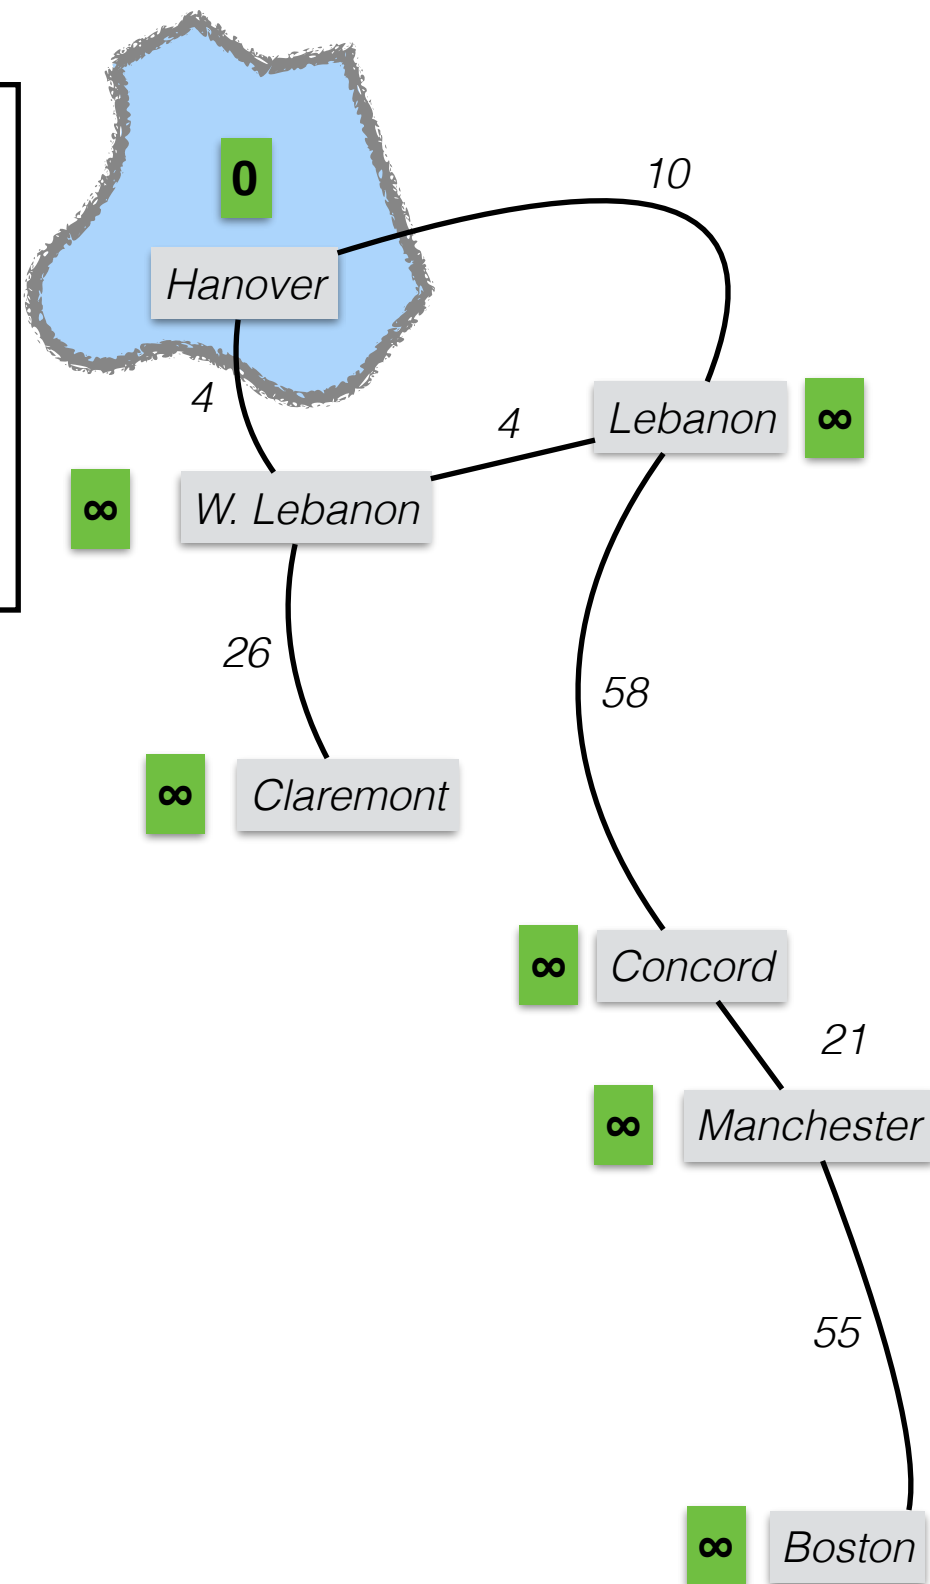 0
10
Hanover
4
4
Lebanon ∞
∞ W. Lebanon
26
58
∞ Claremont
∞ Concord
21
∞ Manchester
55
∞ Boston